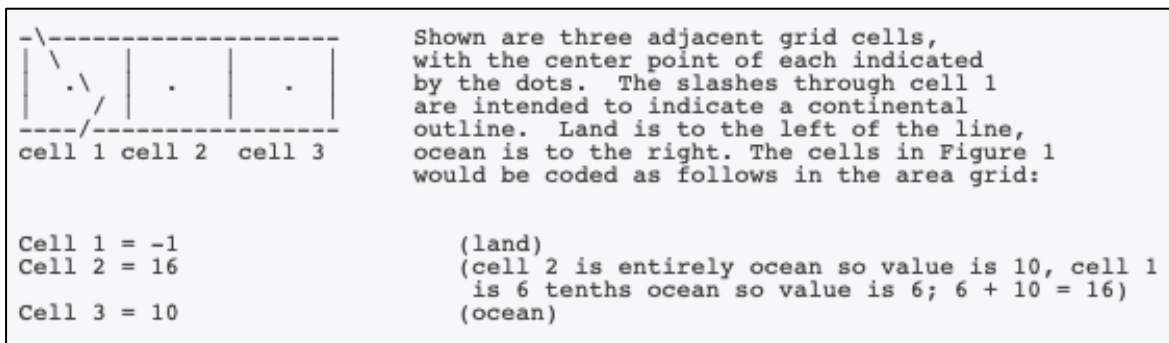 -\---------------------
| \    |      |      |
|  .\  |  .   |   .  |
|    / |      |      |
----/------------------
cell 1 cell 2  cell 3
Shown are three adjacent grid cells,
with the center point of each indicated
by the dots.  The slashes through cell 1
are intended to indicate a continental
outline.  Land is to the left of the line,
ocean is to the right. The cells in Figure 1
would be coded as follows in the area grid:
Cell 1 = -1 (land)
Cell 2 = 16 (cell 2 is entirely ocean so value is 10, cell 1
is 6 tenths ocean so value is 6; 6 + 10 = 16)
Cell 3 = 10 (ocean)